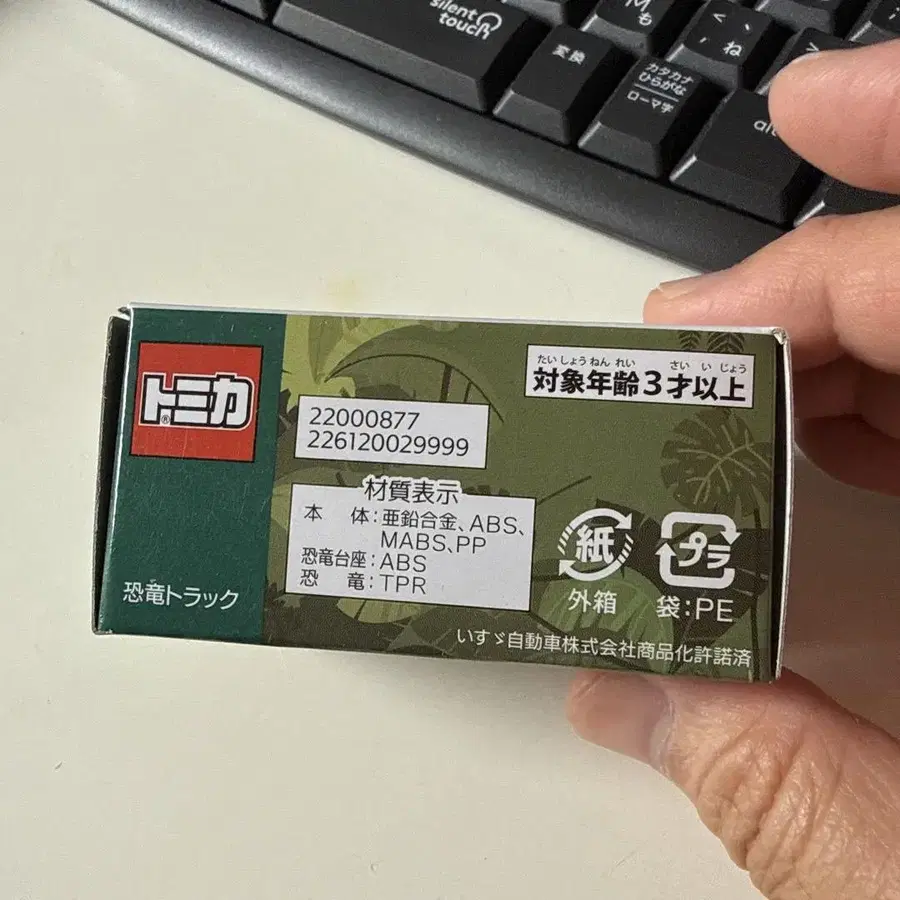 silent
touch
M
も
、
ね
変換
カタカナ
ひらがな
ローマ字
alt
トミカ
®
22000877
226120029999
たいしょうねんれい さいいじょう
対象年齢3才以上
材質表示
本 体:亜鉛合金、ABS、
MABS、PP
恐竜台座:ABS
恐 竜:TPR
紙
外箱
プラ
袋:PE
恐竜トラック
いすゞ自動車株式会社商品化許諾済